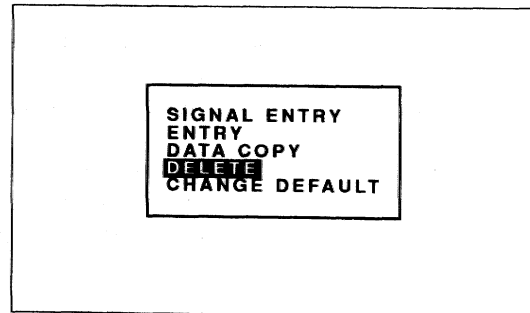 SIGNAL ENTRY
ENTRY
DATA COPY
DELETE
CHANGE DEFAULT